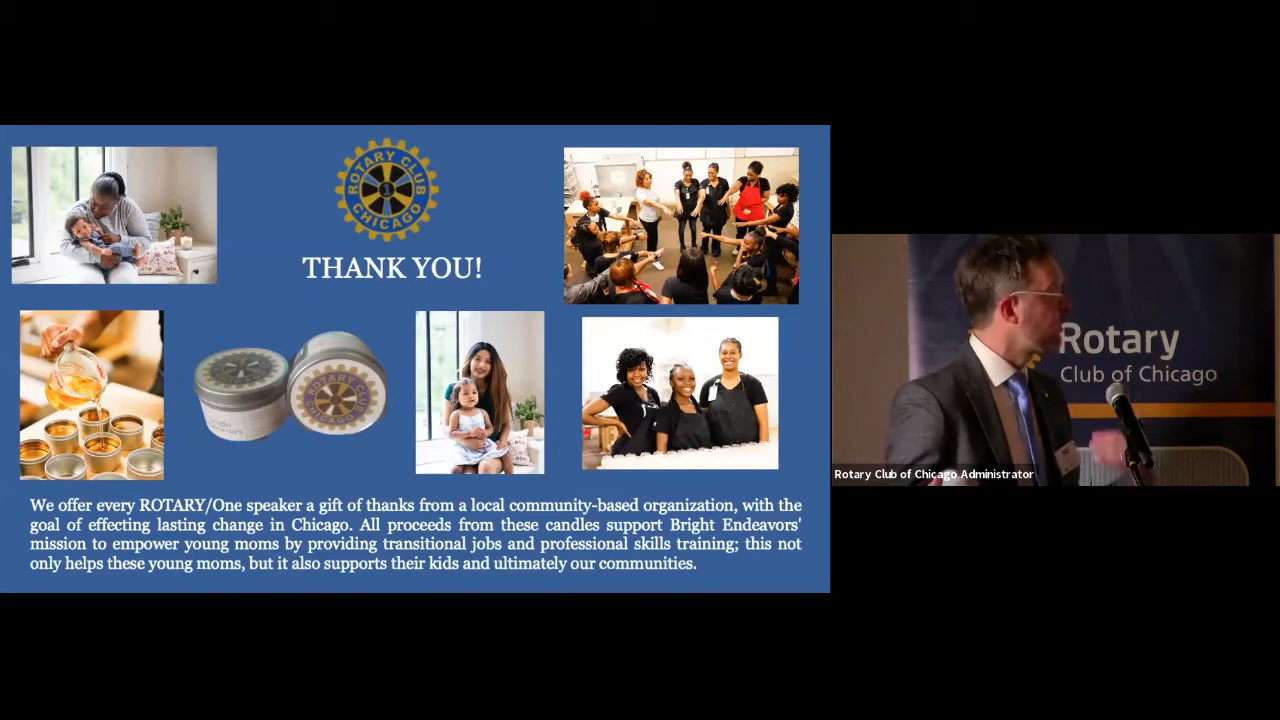 ROTARY CLUB
1
CHICAGO
THANK YOU!
ROTARY CLUB
CHICAGO
We offer every ROTARY/One speaker a gift of thanks from a local community-based organization, with the
goal of effecting lasting change in Chicago. All proceeds from these candles support Bright Endeavors'
mission to empower young moms by providing transitional jobs and professional skills training; this not
only helps these young moms, but it also supports their kids and ultimately our communities.
Rotary
Club of Chicago
Rotary Club of Chicago Administrator